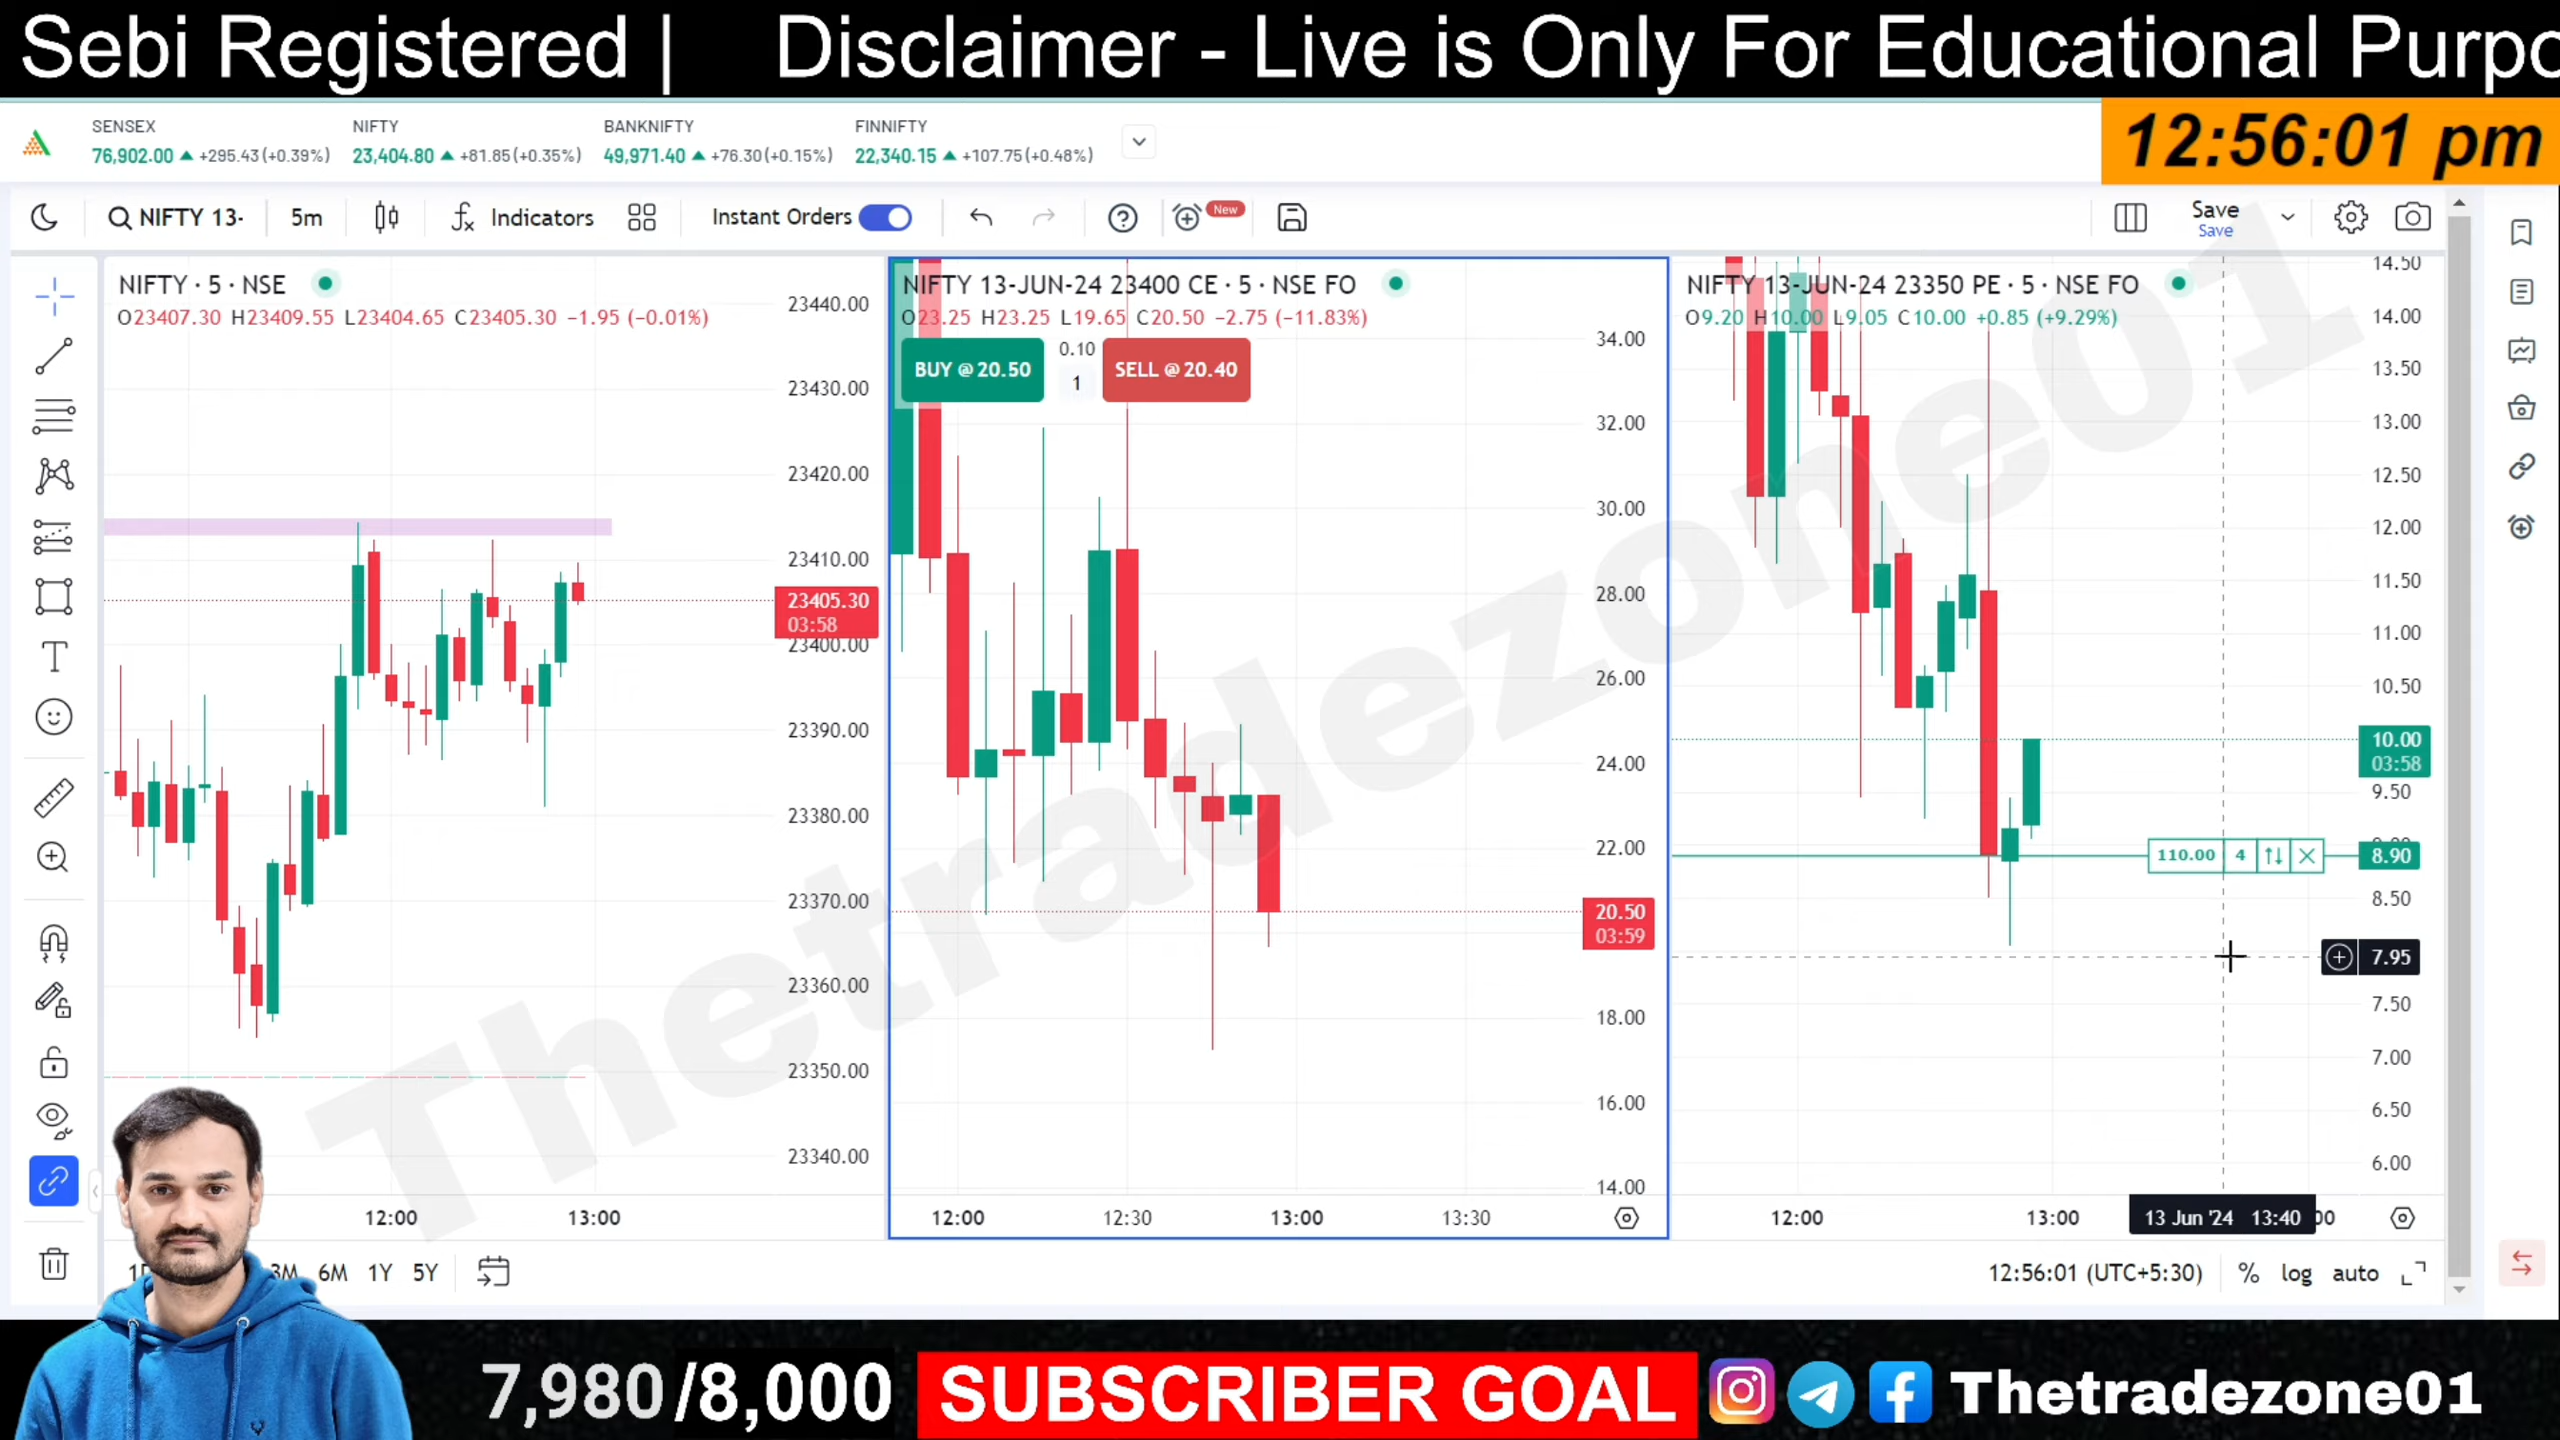 Sebi Registered |    Disclaimer - Live is Only For Educational Purpo
SENSEX
76,902.00 ▲ +295.43(+0.39%)
NIFTY
23,404.80 ▲ +81.85(+0.35%)
BANKNIFTY
49,971.40 ▲ +76.30(+0.15%)
FINNIFTY
22,340.15 ▲ +107.75(+0.48%)
12:56:01 pm
NIFTY 13-
5m
Indicators
Instant Orders
New
Save
Save
NIFTY · 5 · NSE
O23407.30 H23409.55 L23404.65 C23405.30 −1.95 (−0.01%)
23440.00
23430.00
23420.00
23410.00
23405.30
03:58
23400.00
23390.00
23380.00
23370.00
23360.00
23350.00
23340.00
12:00
13:00
NIFTY 13-JUN-24 23400 CE · 5 · NSE FO
O23.25 H23.25 L19.65 C20.50 −2.75 (−11.83%)
BUY @ 20.50
0.10
1
SELL @ 20.40
34.00
32.00
30.00
28.00
26.00
24.00
22.00
20.50
03:59
18.00
16.00
14.00
12:00
12:30
13:00
13:30
NIFTY 13-JUN-24 23350 PE · 5 · NSE FO
O9.20 H10.00 L9.05 C10.00 +0.85 (+9.29%)
14.50
14.00
13.50
13.00
12.50
12.00
11.50
11.00
10.50
10.00
03:58
9.50
110.00 4
8.90
8.50
7.95
7.50
7.00
6.50
6.00
12:00
13:00
13 Jun '24 13:40
00
Thetradezone01
3M 6M 1Y 5Y
12:56:01 (UTC+5:30)
% log auto
7,980/8,000
SUBSCRIBER GOAL
Thetradezone01